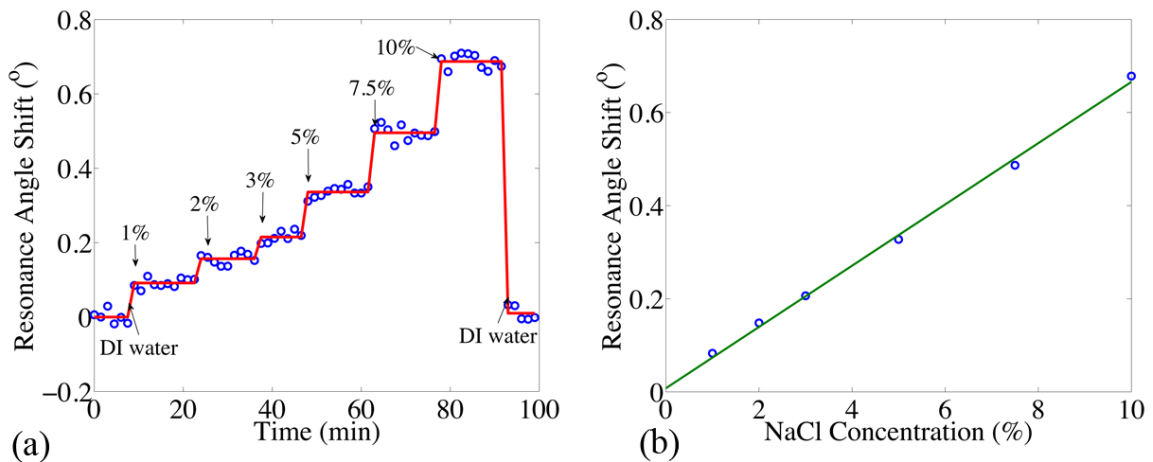 0.8
0.6
0.4
0.2
0
−0.2
Resonance Angle Shift (°)
0 20 40 60 80 100
Time (min)
DI water
1%
2%
3%
5%
7.5%
10%
DI water
(a)
0.8
0.6
0.4
0.2
0
Resonance Angle Shift (°)
0 2 4 6 8 10
NaCl Concentration (%)
(b)